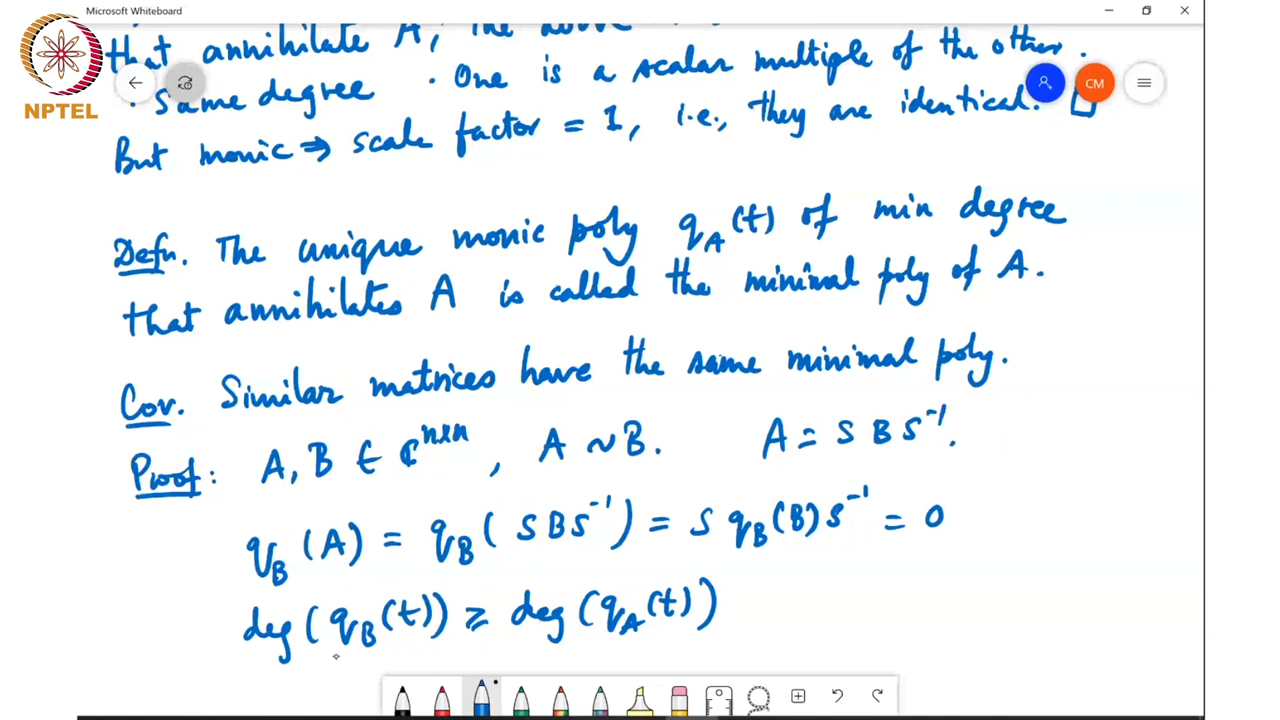 Microsoft Whiteboard
that annihilate A, the above
· Same degree · One is a scalar multiple of the other.
NPTEL
CM
But monic ⇒ scale factor = 1, i.e., they are identical. □
Defn. The unique monic poly q_A(t) of min degree
that annihilates A is called the minimal poly of A.
Cor. Similar matrices have the same minimal poly.
Proof: A, B ∈ ℂ^{n×n}, A ~ B. A = S B S^{-1}.
q_B(A) = q_B(S B S^{-1}) = S q_B(B) S^{-1} = 0
deg(q_B(t)) ≥ deg(q_A(t))